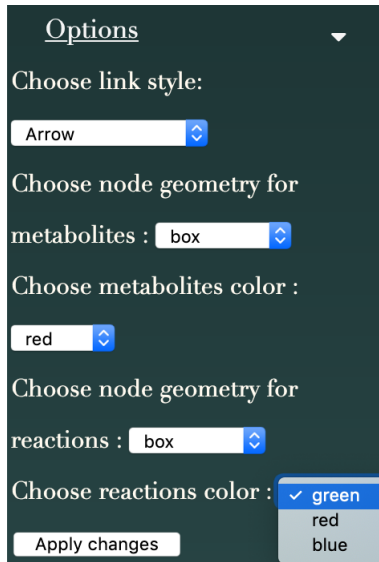 Options
Choose link style:
Arrow
Choose node geometry for
metabolites : box
Choose metabolites color :
red
Choose node geometry for
reactions : box
Choose reactions color : ✓ green
red
Apply changes blue